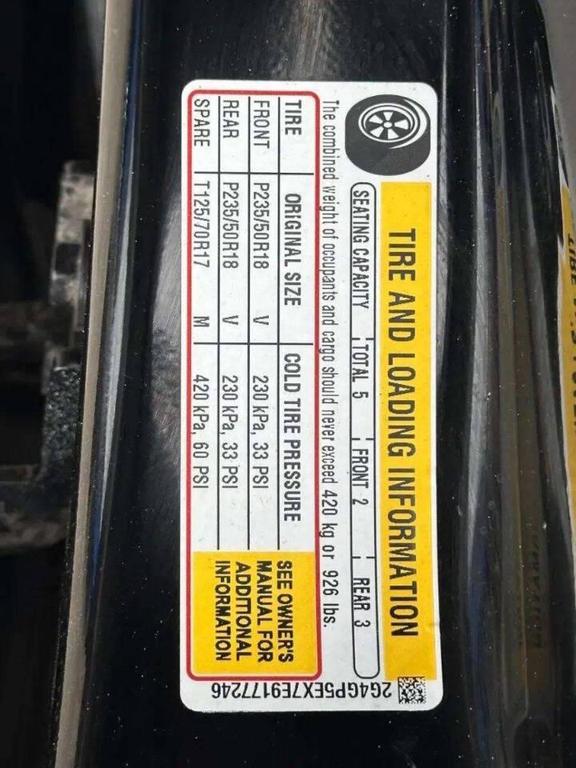 TIRE AND LOADING INFORMATION
SEATING CAPACITY TOTAL 5 FRONT 2 REAR 3
The combined weight of occupants and cargo should never exceed 420 kg or 926 lbs.
TIRE ORIGINAL SIZE COLD TIRE PRESSURE
FRONT P235/50R18 V 230 kPa, 33 PSI
REAR P235/50R18 V 230 kPa, 33 PSI
SPARE T125/70R17 M 420 kPa, 60 PSI
SEE OWNER'S
MANUAL FOR
ADDITIONAL
INFORMATION
2G4GP5EX7E9177246